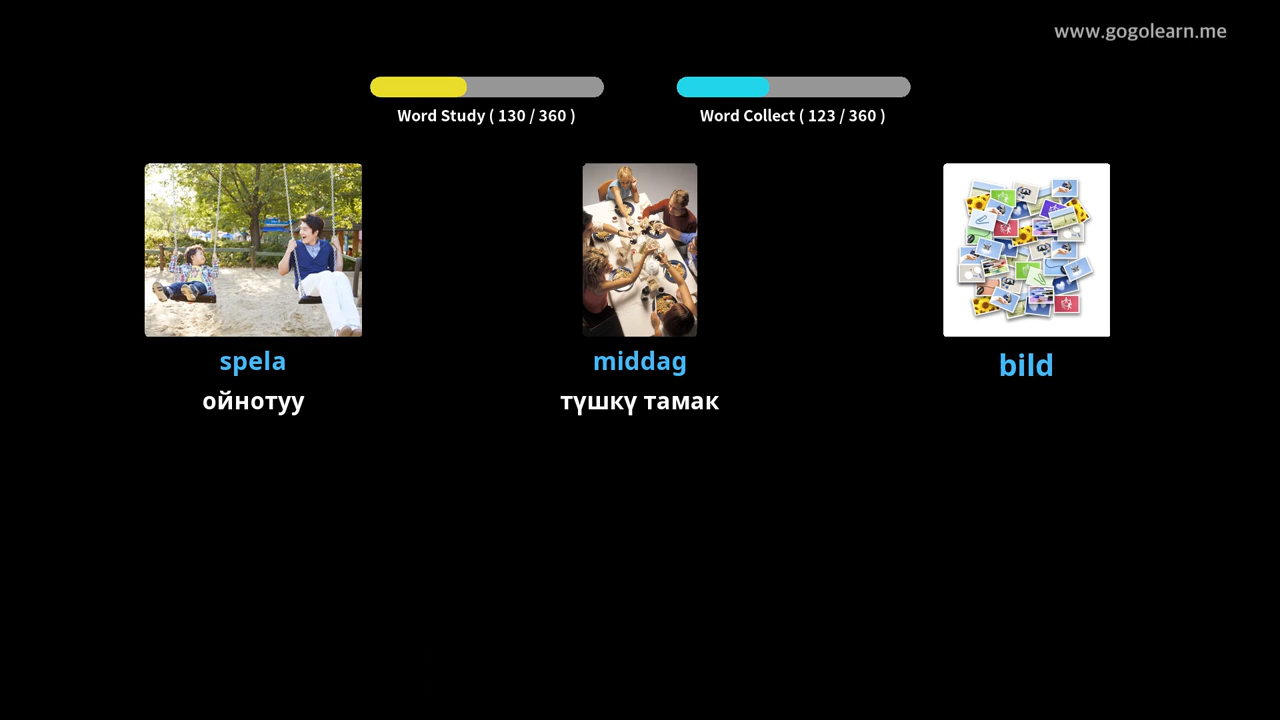 www.gogolearn.me
Word Study ( 130 / 360 )
Word Collect ( 123 / 360 )
spela
middag
bild
ойнотуу
түшкү тамак